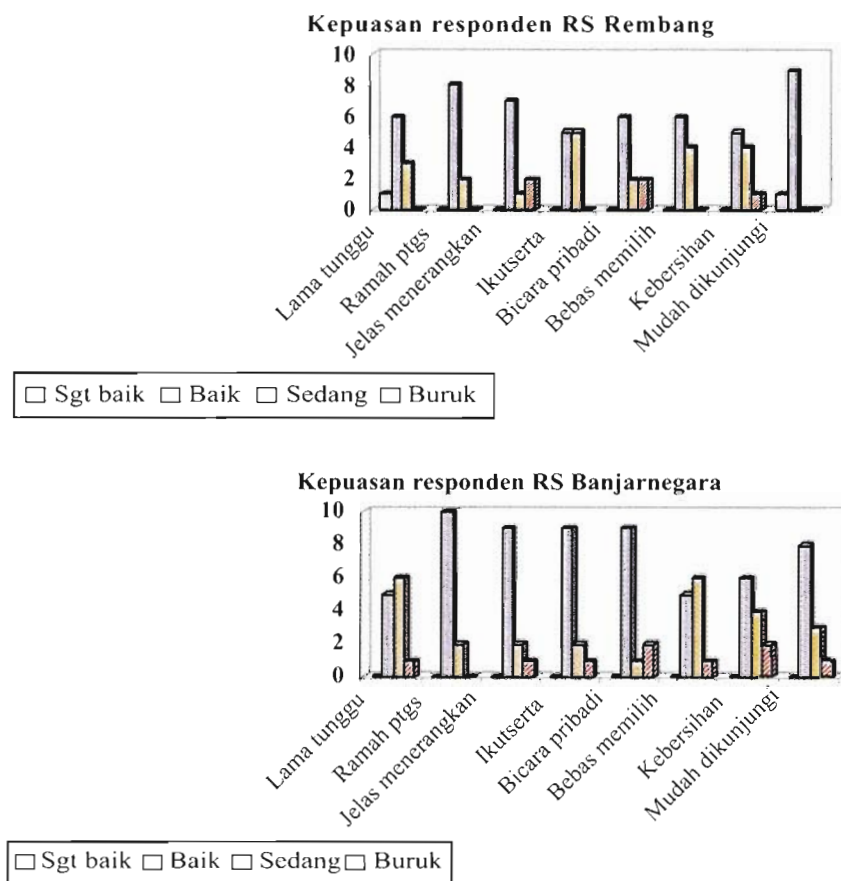 Kepuasan responden RS Rembang
10
8
6
4
2
0
Lama tunggu
Ramah ptgs
Jelas menerangkan
Ikutserta
Bicara pribadi
Bebas memilih
Kebersihan
Mudah dikunjungi
□ Sgt baik □ Baik □ Sedang □ Buruk
Kepuasan responden RS Banjarnegara
10
8
6
4
2
0
Lama tunggu
Ramah ptgs
Jelas menerangkan
Ikutserta
Bicara pribadi
Bebas memilih
Kebersihan
Mudah dikunjungi
□ Sgt baik □ Baik □ Sedang □ Buruk